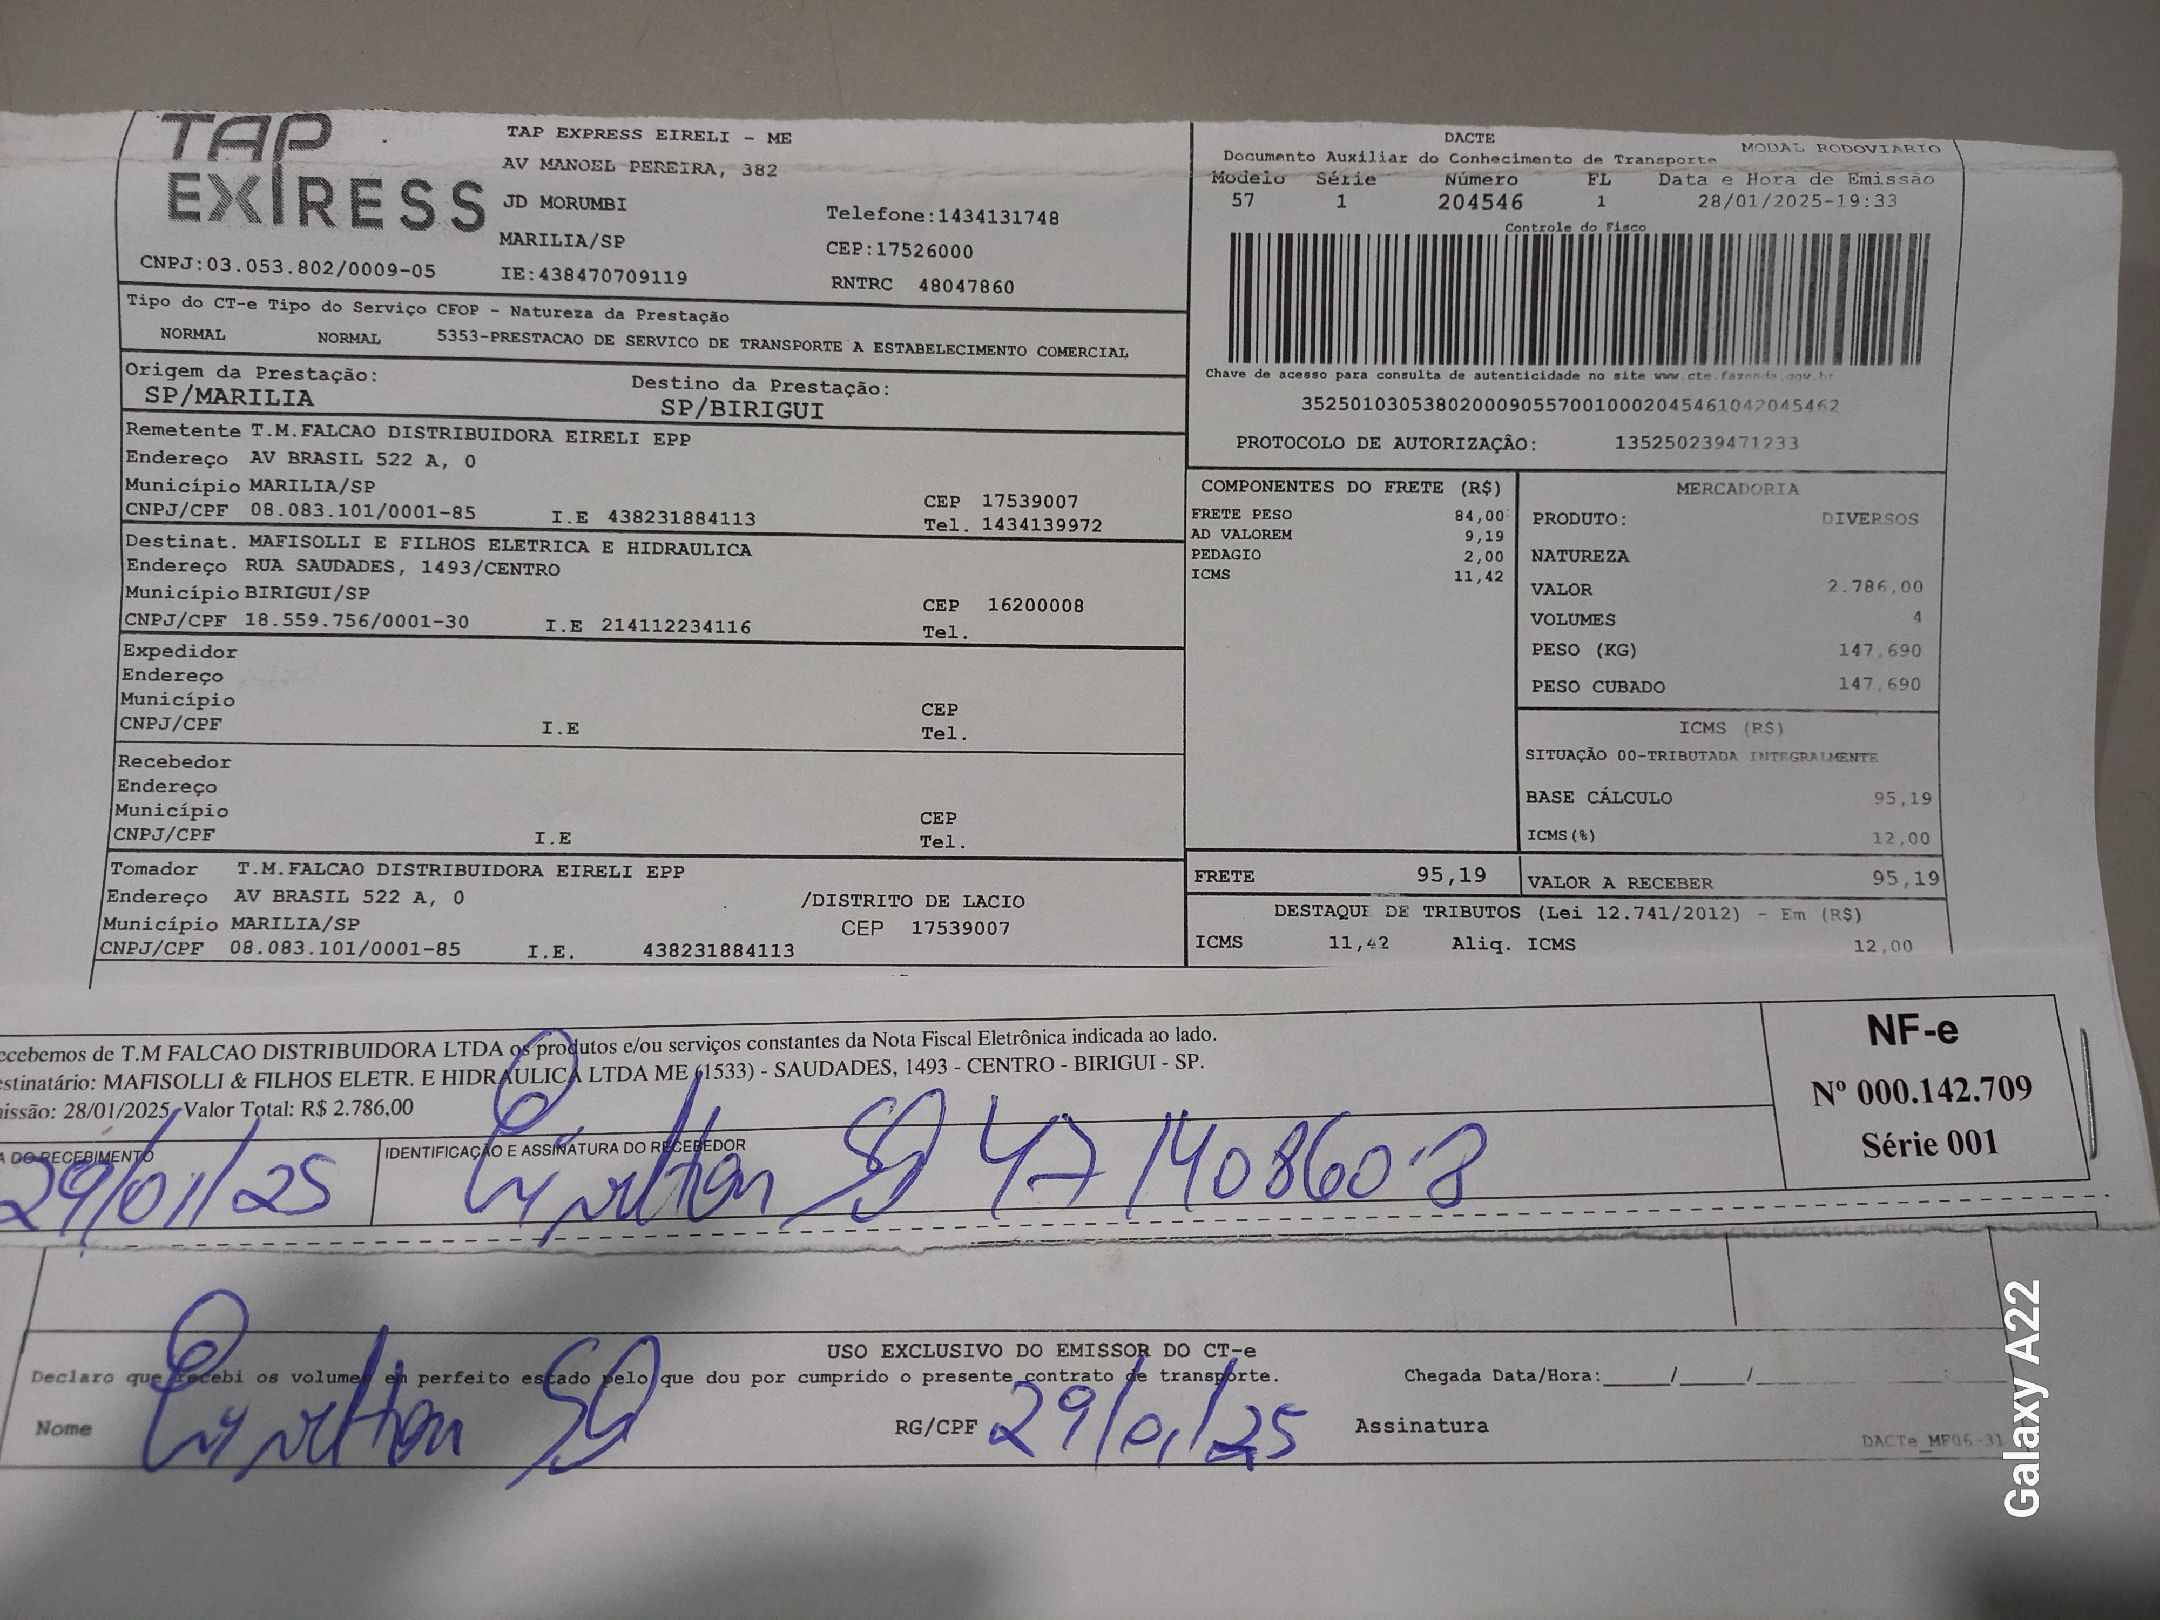 TAP
EXPRESS
TAP EXPRESS EIRELI - ME
AV MANOEL PEREIRA, 382
JD MORUMBI
Telefone:1434131748
MARILIA/SP
CEP:17526000
CNPJ:03.053.802/0009-05
IE:438470709119
RNTRC 48047860
DACTE
MODAL RODOVIARIO
Documento Auxiliar do Conhecimento de Transporte
Modelo Série Número FL Data e Hora de Emissão
57 1 204546 1 28/01/2025-19:33
Controle do Fisco
Chave de acesso para consulta de autenticidade no site www.cte.fazenda.gov.br
35250103053802000905570010002045461042045462
PROTOCOLO DE AUTORIZAÇÃO: 135250239471233
Tipo do CT-e Tipo do Serviço CFOP - Natureza da Prestação
NORMAL NORMAL 5353-PRESTACAO DE SERVICO DE TRANSPORTE A ESTABELECIMENTO COMERCIAL
Origem da Prestação: Destino da Prestação:
SP/MARILIA SP/BIRIGUI
Remetente T.M.FALCAO DISTRIBUIDORA EIRELI EPP
Endereço AV BRASIL 522 A, 0
Município MARILIA/SP CEP 17539007
CNPJ/CPF 08.083.101/0001-85 I.E 438231884113 Tel. 1434139972
Destinat. MAFISOLLI E FILHOS ELETRICA E HIDRAULICA
Endereço RUA SAUDADES, 1493/CENTRO
Município BIRIGUI/SP CEP 16200008
CNPJ/CPF 18.559.756/0001-30 I.E 214112234116 Tel.
Expedidor
Endereço
Município CEP
CNPJ/CPF I.E Tel.
Recebedor
Endereço
Município CEP
CNPJ/CPF I.E Tel.
Tomador T.M.FALCAO DISTRIBUIDORA EIRELI EPP
Endereço AV BRASIL 522 A, 0 /DISTRITO DE LACIO
Município MARILIA/SP CEP 17539007
CNPJ/CPF 08.083.101/0001-85 I.E. 438231884113
COMPONENTES DO FRETE (R$)
FRETE PESO 84,00
AD VALOREM 9,19
PEDAGIO 2,00
ICMS 11,42
MERCADORIA
PRODUTO: DIVERSOS
NATUREZA
VALOR 2.786,00
VOLUMES 4
PESO (KG) 147,690
PESO CUBADO 147,690
ICMS (R$)
SITUAÇÃO 00-TRIBUTADA INTEGRALMENTE
BASE CÁLCULO 95,19
ICMS(%) 12,00
FRETE 95,19 VALOR A RECEBER 95,19
DESTAQUE DE TRIBUTOS (Lei 12.741/2012) - Em (R$)
ICMS 11,42 Aliq. ICMS 12,00
ecebemos de T.M FALCAO DISTRIBUIDORA LTDA os produtos e/ou serviços constantes da Nota Fiscal Eletrônica indicada ao lado.
estinatário: MAFISOLLI & FILHOS ELETR. E HIDRAULICA LTDA ME (1533) - SAUDADES, 1493 - CENTRO - BIRIGUI - SP.
issão: 28/01/2025 Valor Total: R$ 2.786,00
NF-e
Nº 000.142.709
Série 001
A DO RECEBIMENTO IDENTIFICAÇÃO E ASSINATURA DO RECEBEDOR
29/01/25 47140860-8
USO EXCLUSIVO DO EMISSOR DO CT-e
Declaro que recebi os volumes em perfeito estado pelo que dou por cumprido o presente contrato de transporte. Chegada Data/Hora:____/____/____ :
Nome RG/CPF 29/01/25 Assinatura
DACTe_MF06-31
Galaxy A22